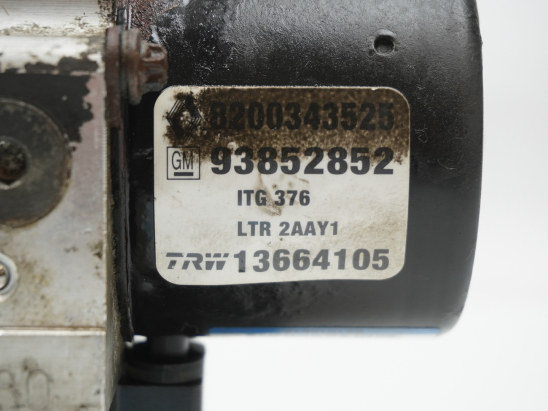 8200343525
GM 93852852
ITG 376
LTR 2AAY1
TRW 13664105